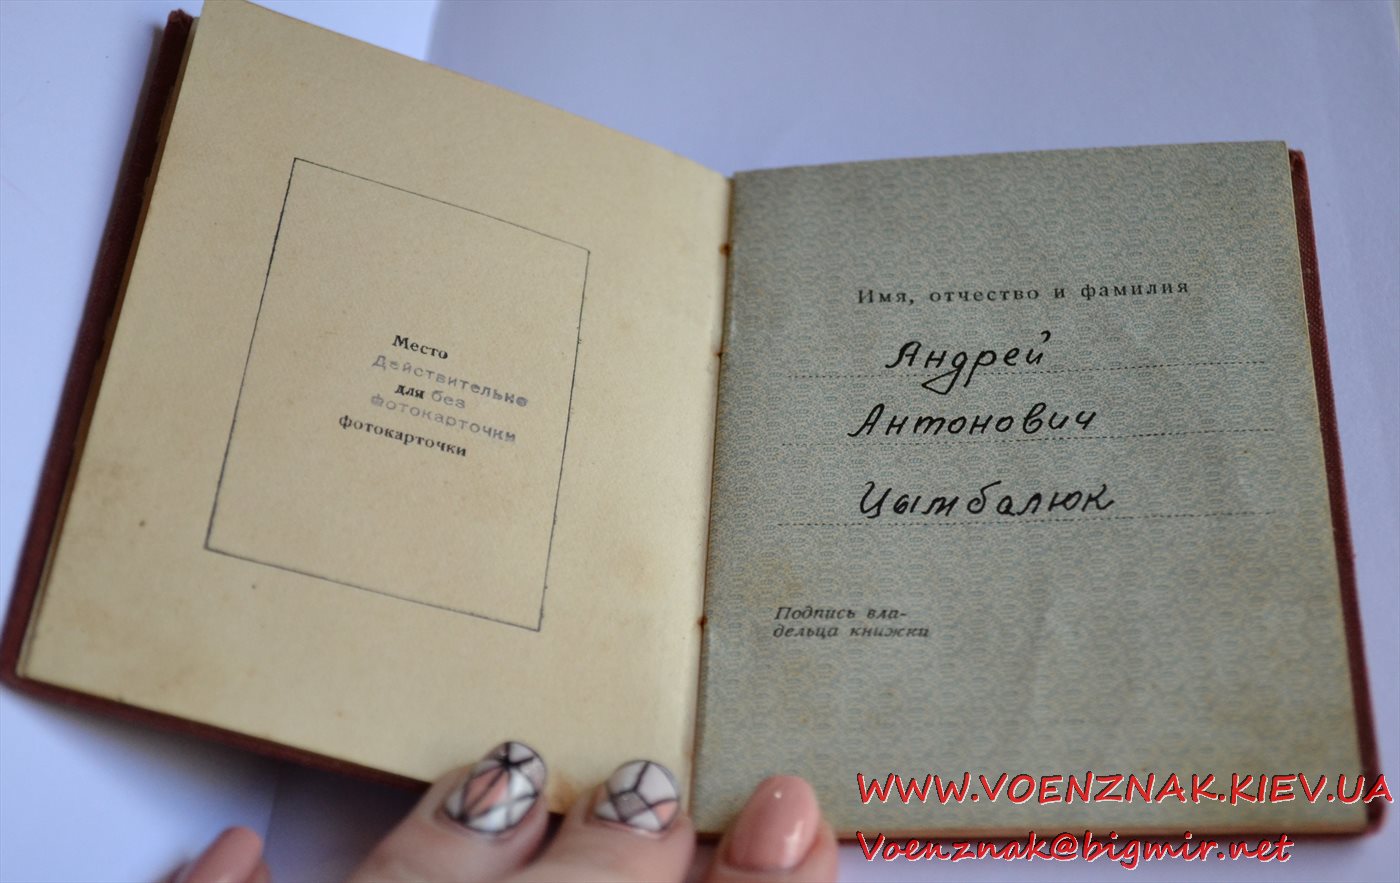 Место
Действительно
для без
фотокарточки
фотокарточки
Имя, отчество и фамилия
Андрей
Антонович
Цымбалюк
Подпись вла-
дельца книжки
WWW.VOENZNAK.KIEV.UA
Voenznak@bigmir.net